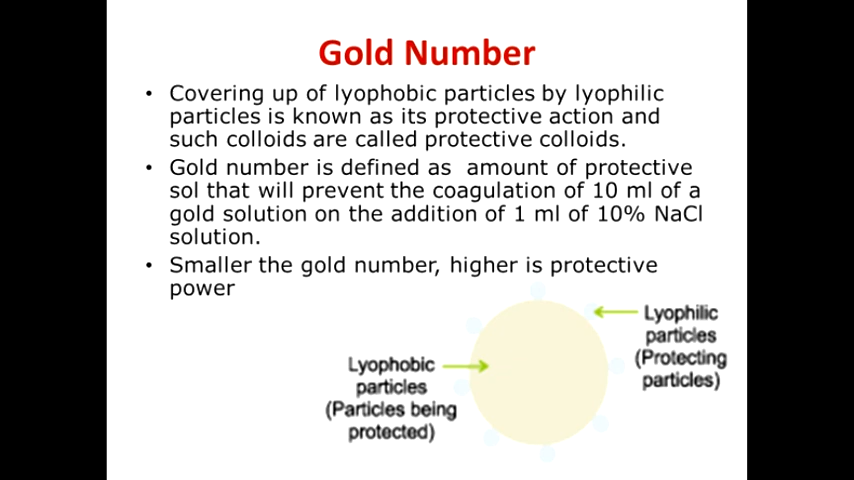 Gold Number
• Covering up of lyophobic particles by lyophilic
particles is known as its protective action and
such colloids are called protective colloids.
• Gold number is defined as  amount of protective
sol that will prevent the coagulation of 10 ml of a
gold solution on the addition of 1 ml of 10% NaCl
solution.
• Smaller the gold number, higher is protective
power
Lyophilic
particles
(Protecting
particles)
Lyophobic
particles
(Particles being
protected)